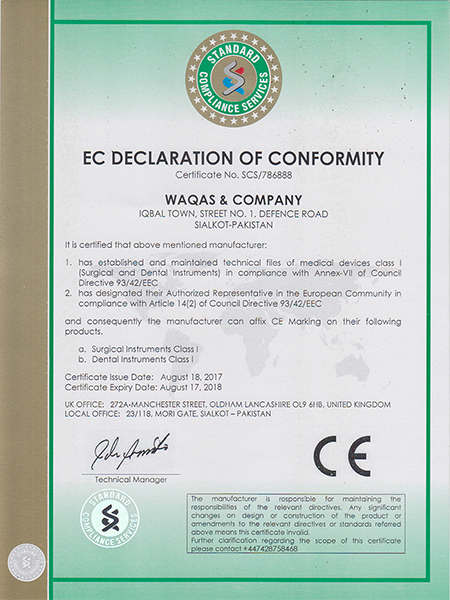 STANDARD
COMPLIANCE SERVICES
EC DECLARATION OF CONFORMITY
Certificate No. SCS/786888
WAQAS & COMPANY
IQBAL TOWN, STREET NO. 1, DEFENCE ROAD
SIALKOT-PAKISTAN
It is certified that above mentioned manufacturer:
1. has established and maintained technical files of medical devices class i
(Surgical and Dental Instruments) in compliance with Annex-VII of Council
Directive 93/42/EEC
2. has designated their Authorized Representative in the European Community in
compliance with Article 14(2) of Council Directive 93/42/EEC
and consequently the manufacturer can affix CE Marking on their following
products.
a. Surgical Instruments Class i
b. Dental Instruments Class i
Certificate Issue Date: August 18, 2017
Certificate Expiry Date: August 17, 2018
UK OFFICE: 272A-MANCHESTER STREET, OLDHAM LANCASHIRE OL9 6HB, UNITED KINGDOM
LOCAL OFFICE: 23/118, MORI GATE, SIALKOT – PAKISTAN
CE
Technical Manager
STANDARD
COMPLIANCE SERVICES
The manufacturer is responsible for maintaining the
responsibilities of the relevant directives. Any significant
changes on design or construction of the product or
amendments to the relevant directives or standards referred
above means this certificate invalid.
Further clarification regarding the scope of this certificate
please contact +447428758468